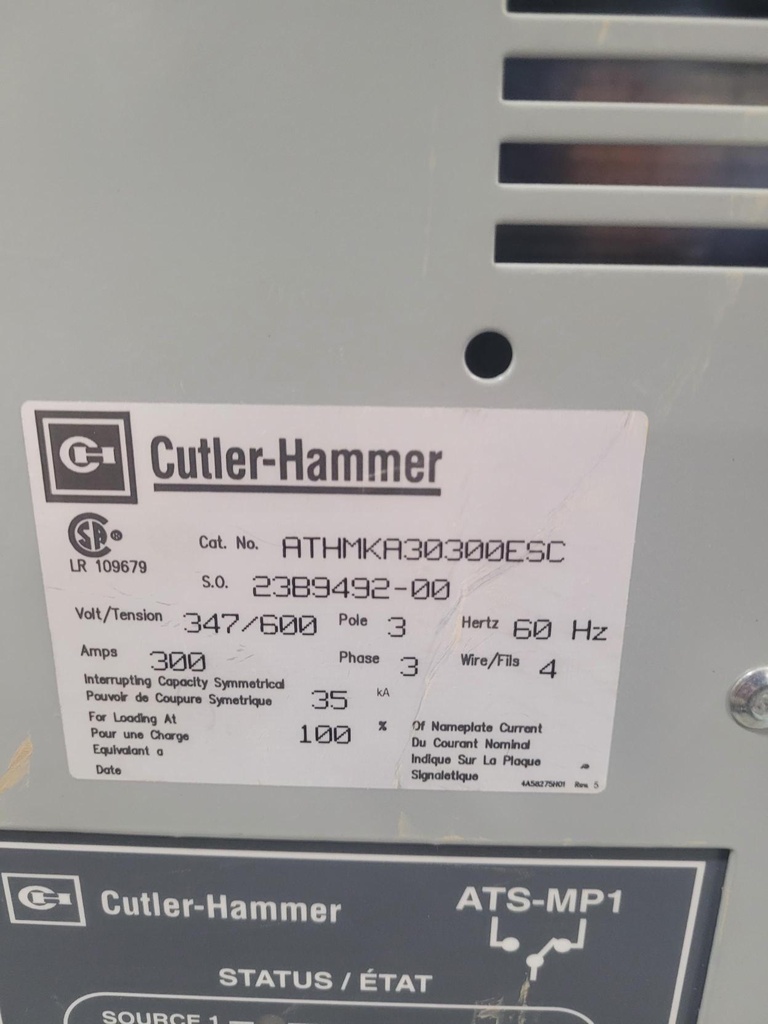 Cutler-Hammer
Cat. No. ATHMKA30300ESC
LR 109679
S.O. 23B9492-00
Volt/Tension 347/600 Pole 3 Hertz 60 Hz
Amps 300 Phase 3 Wire/Fils 4
Interrupting Capacity Symmetrical
Pouvoir de Coupure Symetrique 35 kA
For Loading At
Pour une Charge 100 %
Equivalant a
Date
Of Nameplate Current
Du Courant Nominal
Indique Sur La Plaque
Signaletique
4A58275H01 Rev. 5
Cutler-Hammer
ATS-MP1
STATUS / ÉTAT
SOURCE 1